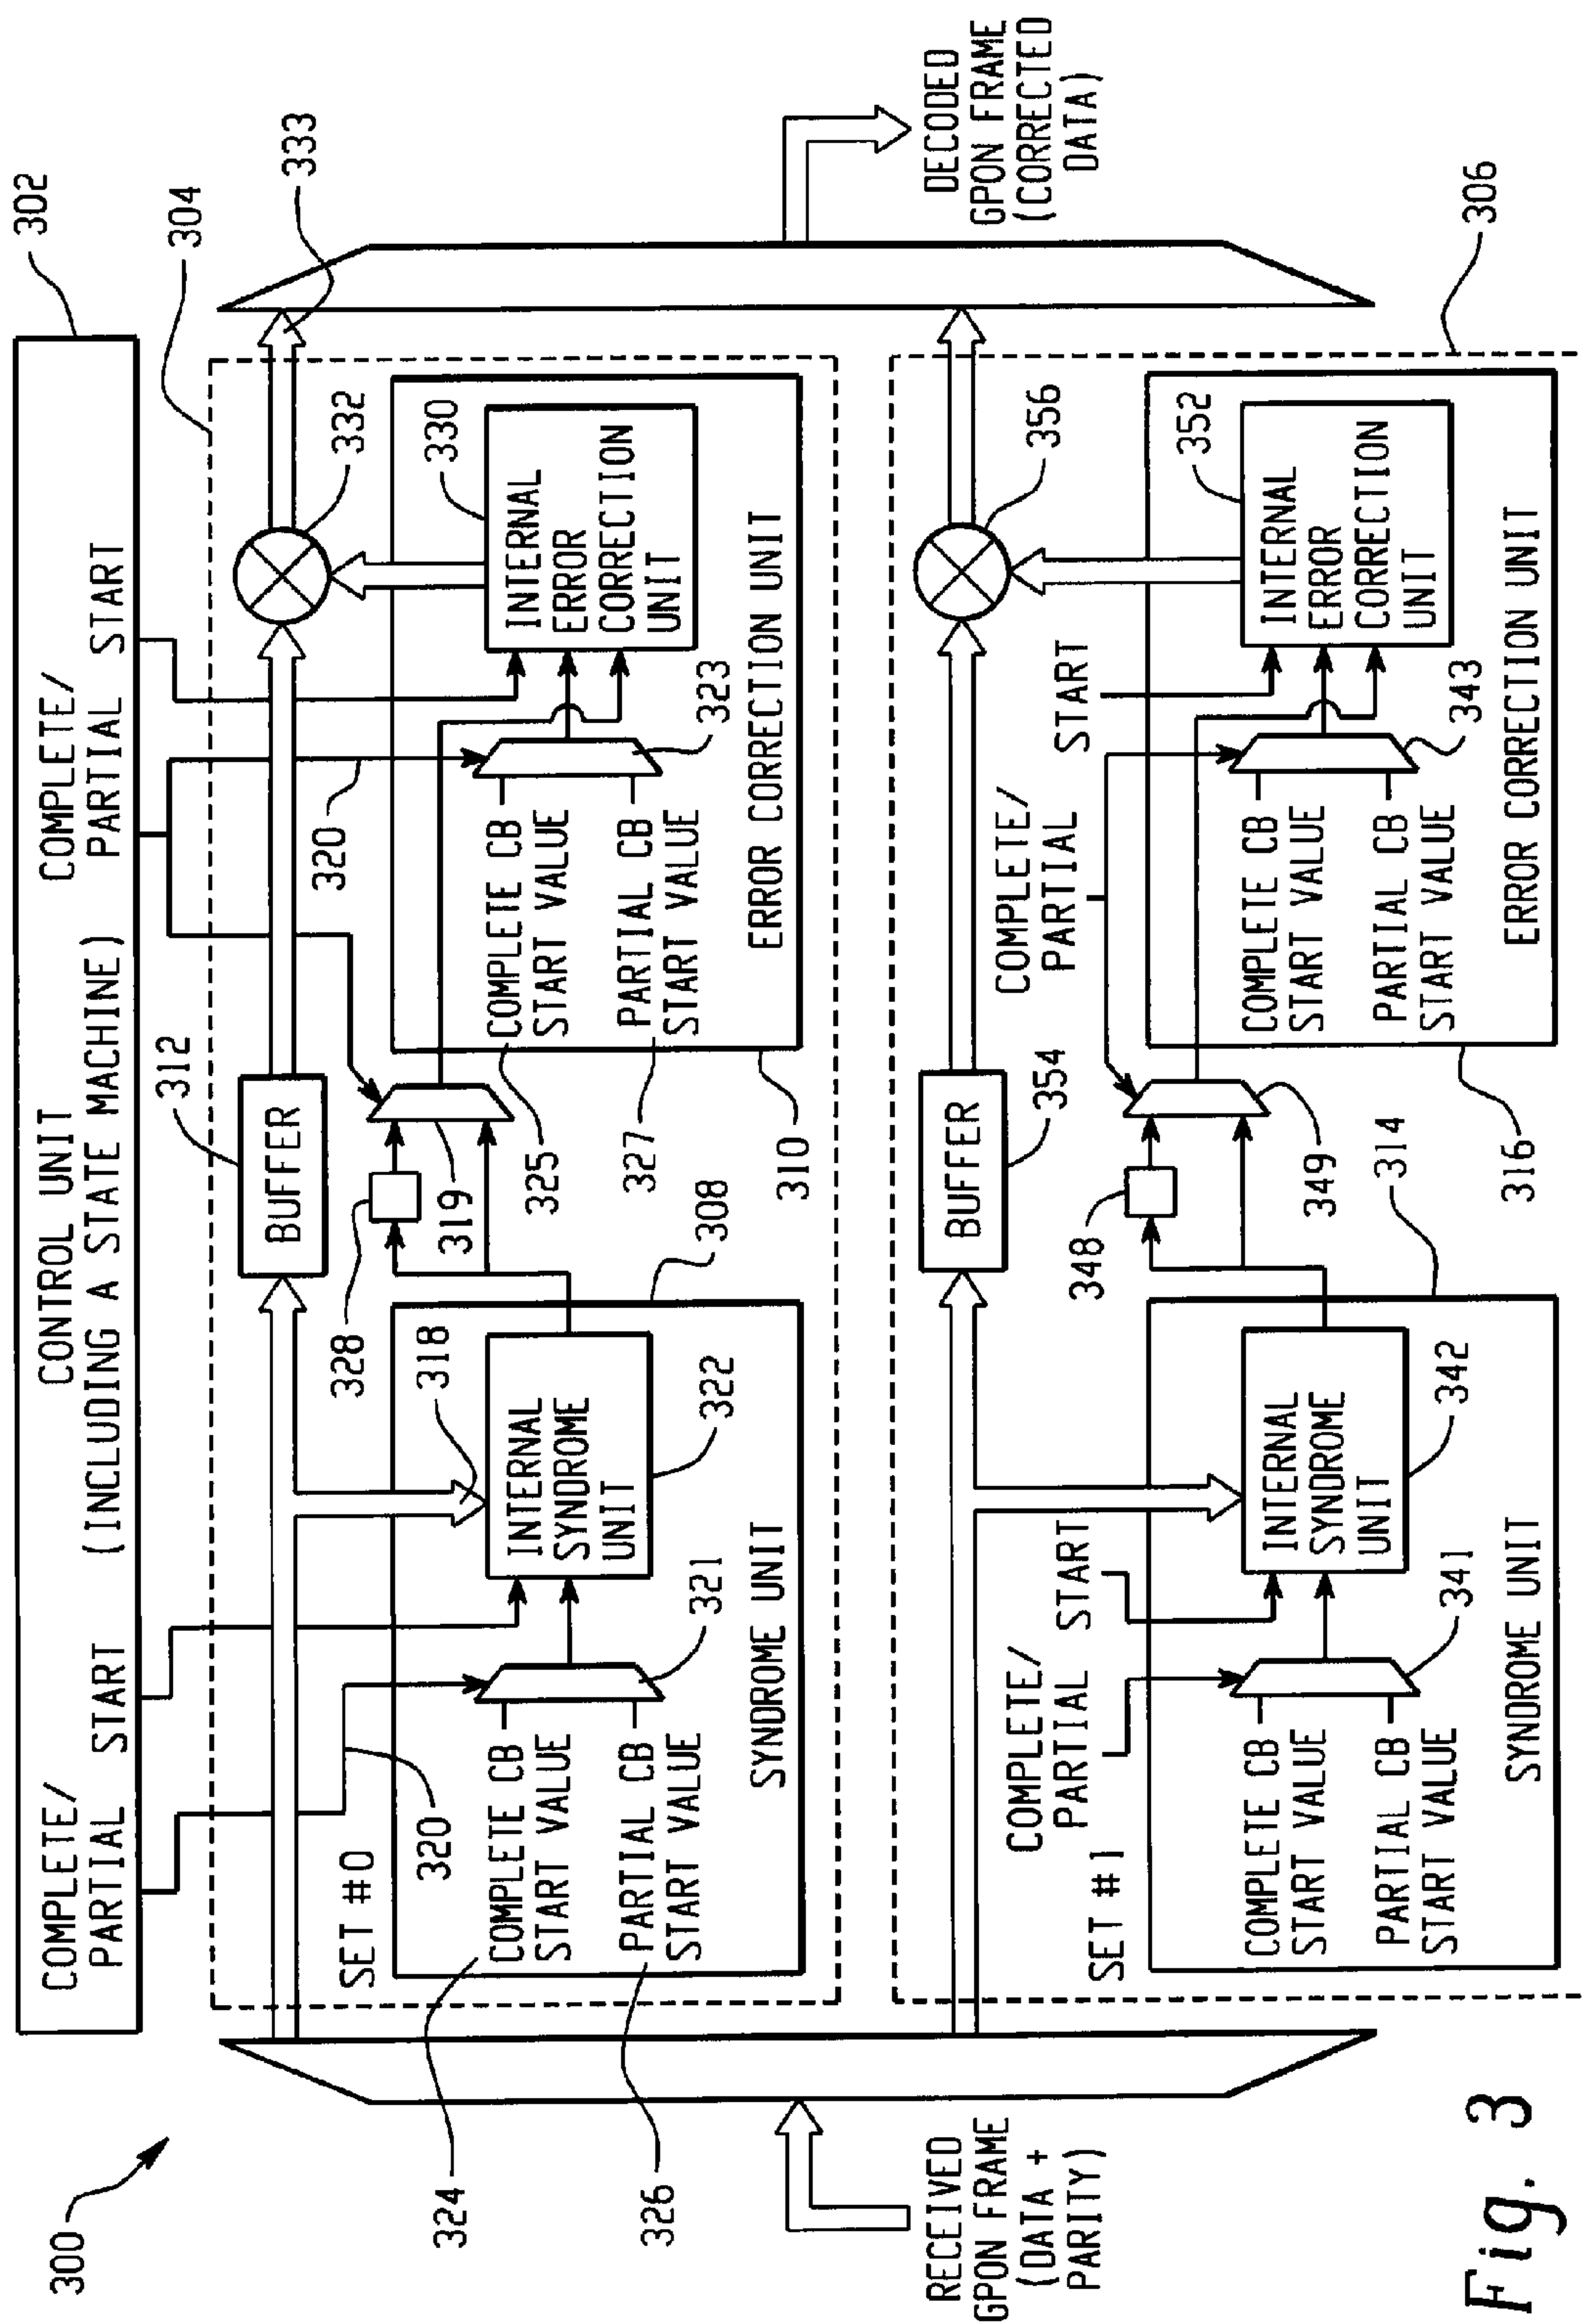 300
302
CONTROL UNIT
(INCLUDING A STATE MACHINE)
COMPLETE/
PARTIAL
START
COMPLETE/
PARTIAL
START
304
333
312
BUFFER
332
SET #0
320
328
318
319
320
330
324
COMPLETE CB
START VALUE
326
PARTIAL CB
START VALUE
321
INTERNAL
SYNDROME
UNIT
322
308
SYNDROME UNIT
325
COMPLETE CB
START VALUE
327
PARTIAL CB
START VALUE
323
INTERNAL
ERROR
CORRECTION
UNIT
310
ERROR CORRECTION UNIT
RECEIVED
GPON FRAME
(DATA +
PARITY)
DECODED
GPON FRAME
(CORRECTED
DATA)
306
BUFFER
354
356
SET #1
COMPLETE/
PARTIAL
START
348
349
314
COMPLETE/
PARTIAL
START
COMPLETE CB
START VALUE
PARTIAL CB
START VALUE
341
INTERNAL
SYNDROME
UNIT
342
SYNDROME UNIT
COMPLETE CB
START VALUE
PARTIAL CB
START VALUE
343
INTERNAL
ERROR
CORRECTION
UNIT
352
316
ERROR CORRECTION UNIT
Fig. 3